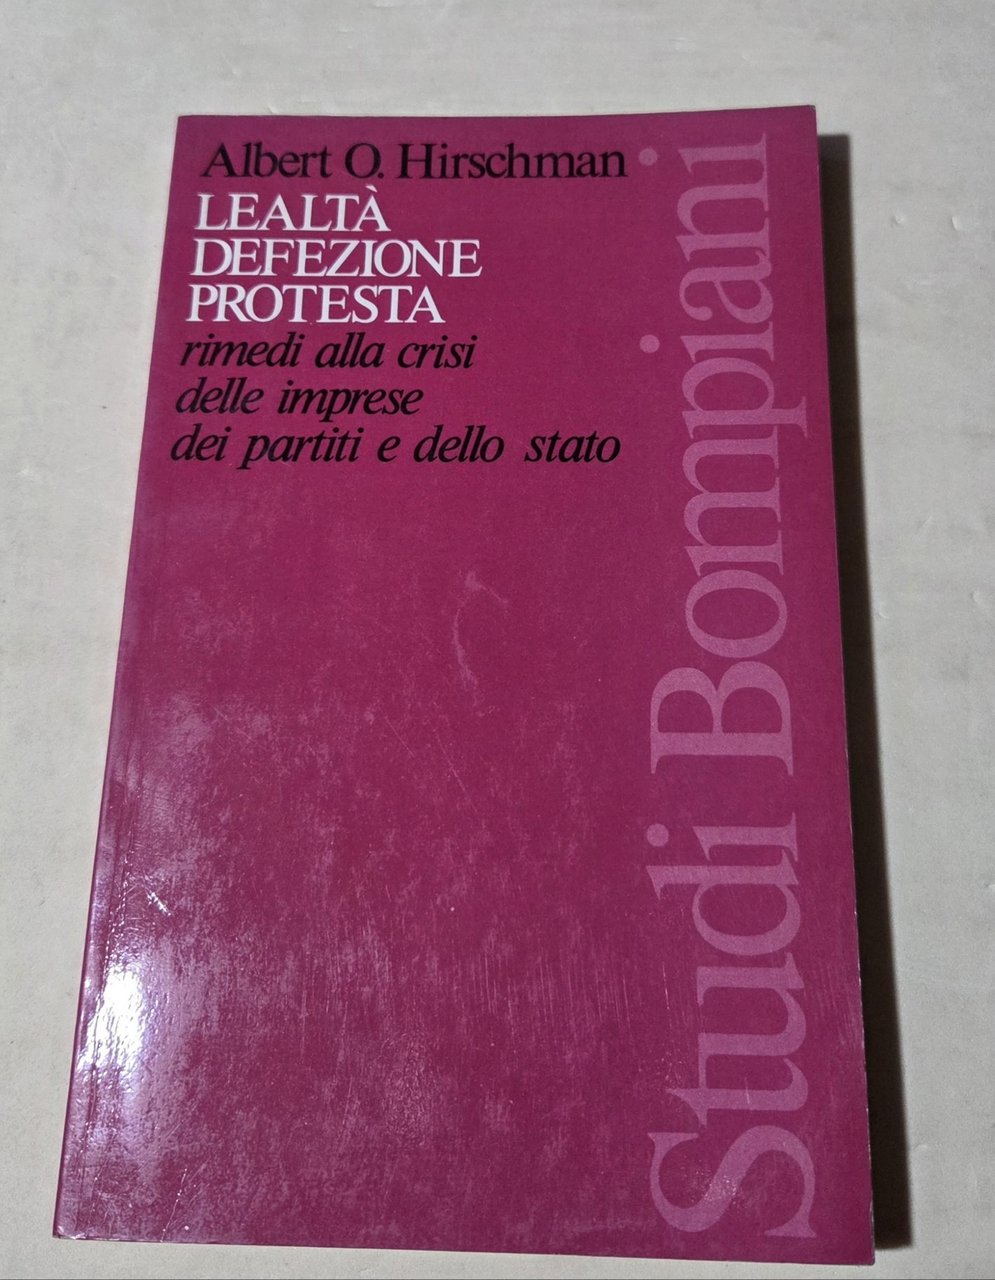 Albert O. Hirschman
LEALTÀ
DEFEZIONE
PROTESTA
rimedi alla crisi
delle imprese
dei partiti e dello stato
Studi Bompiani